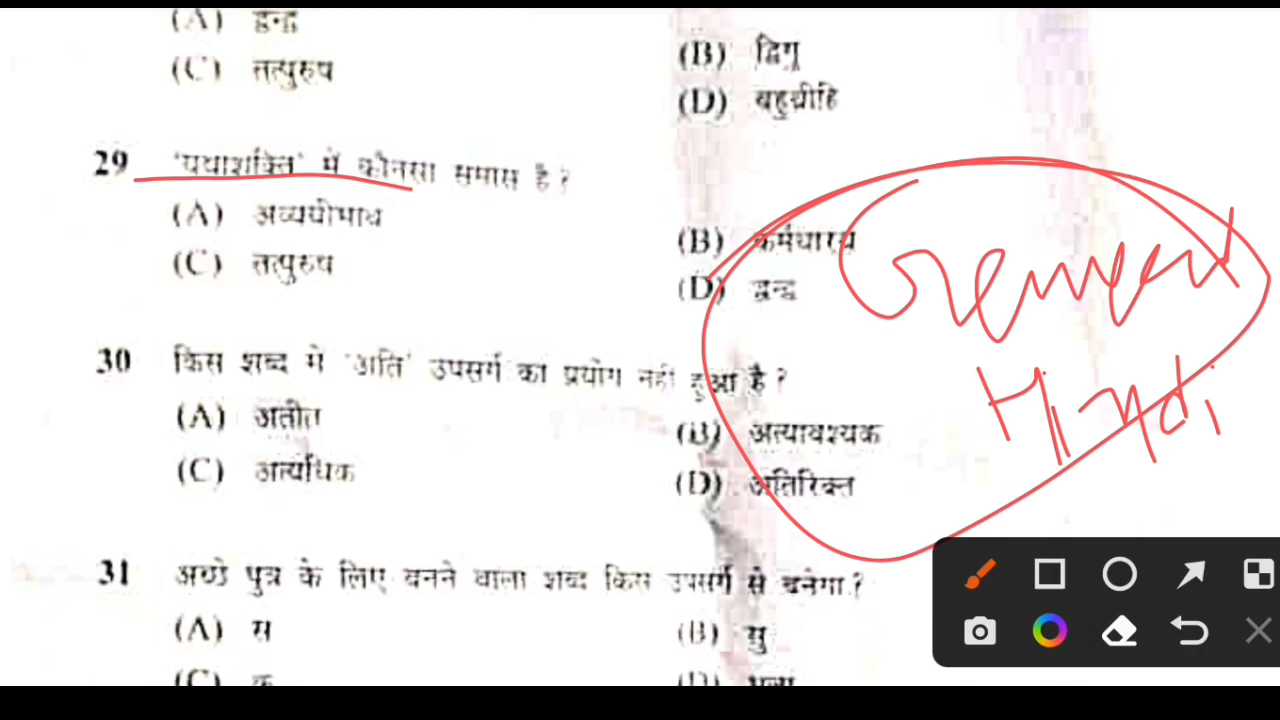 (A) द्वन्द्व
(B) द्विगु
(C) तत्पुरुष
(D) बहुव्रीहि
29 'यथाशक्ति' में कौनसा समास है?
(A) अव्ययीभाव
(B) कर्मधारय
(C) तत्पुरुष
(D) द्वन्द्व
30 किस शब्द में 'अति' उपसर्ग का प्रयोग नही हुआ है?
(A) अतीत
(B) अत्यावश्यक
(C) अत्यधिक
(D) अतिरिक्त
31 अच्छे पुत्र के लिए बनने वाला शब्द किस उपसर्ग से बनेगा?
(A) स
(B) सु
(C) क
(D)
Hindi